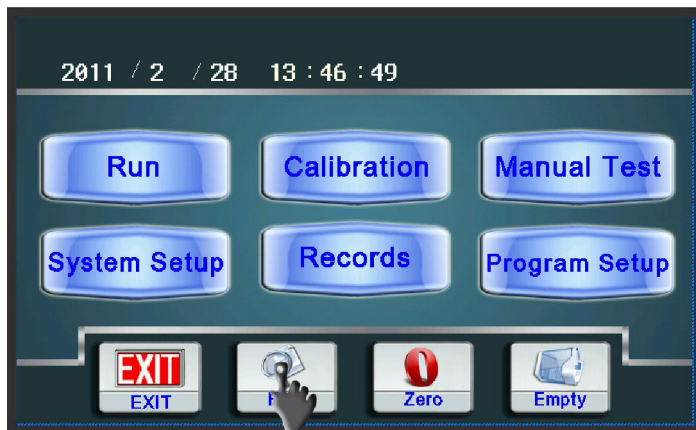 2011 / 2 / 28 13 : 46 : 49
Run
Calibration
Manual Test
System Setup
Records
Program Setup
EXIT
EXIT
Zero
Empty